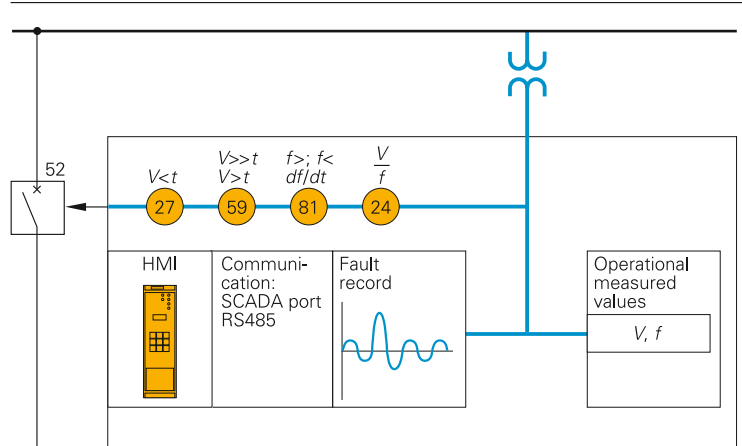 52
V<t
V>>t
V>t
f>; f<
df/dt
V
f
27
59
81
24
HMI
Communi-
cation:
SCADA port
RS485
Fault
record
Operational
measured
values
V, f